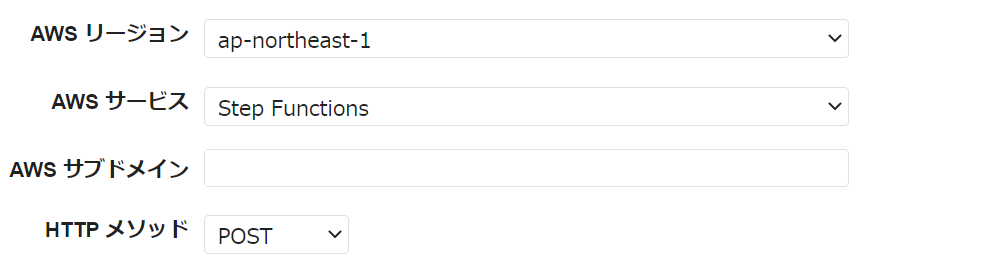 AWS リージョン ap-northeast-1
AWS サービス Step Functions
AWS サブドメイン
HTTP メソッド POST